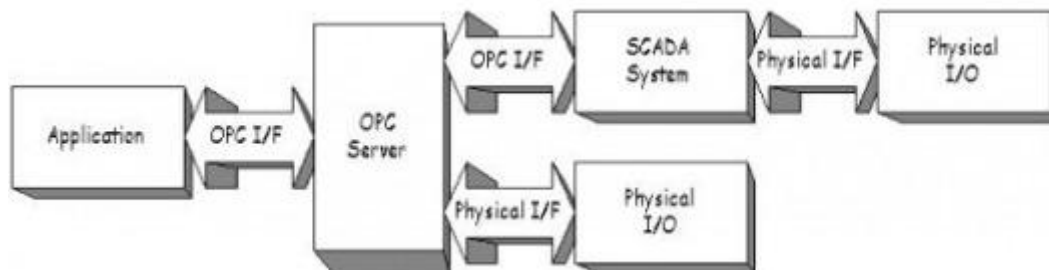 Application
OPC I/F
OPC
Server
OPC I/F
SCADA
System
Physical I/F
Physical
I/O
Physical I/F
Physical
I/O